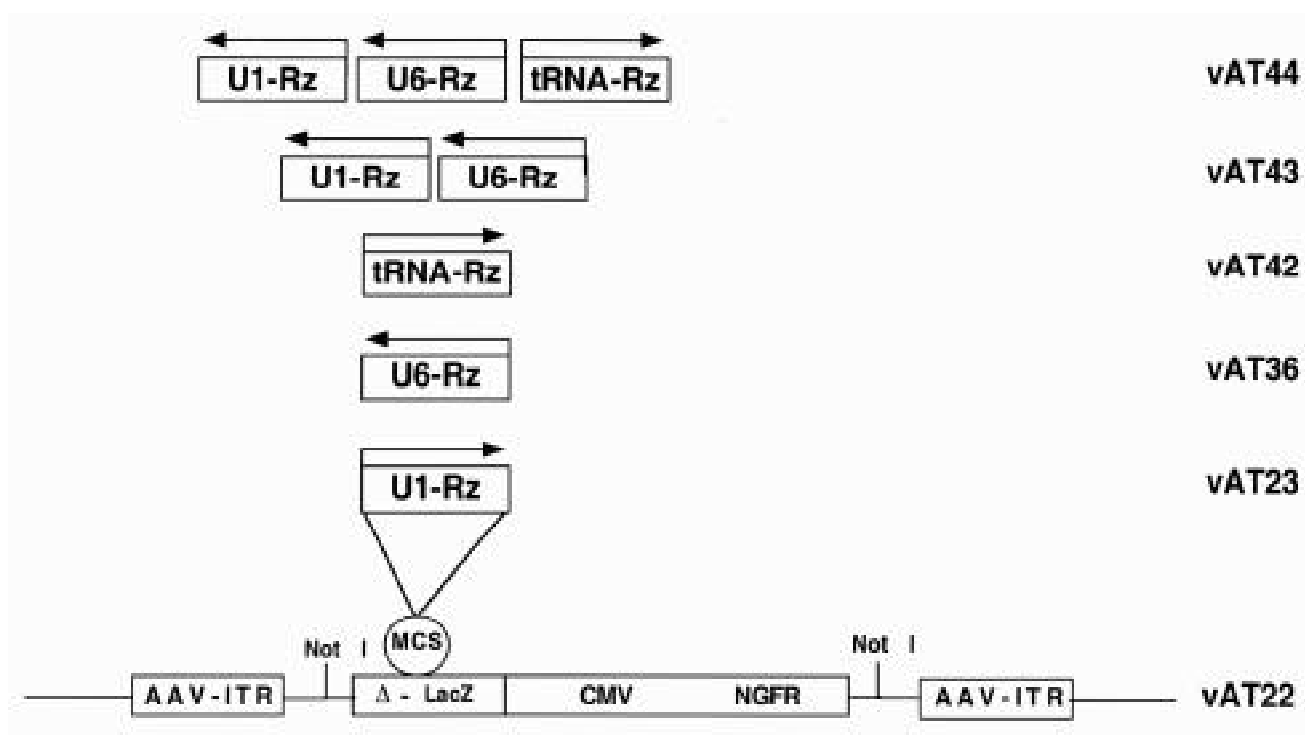 U1-Rz U6-Rz tRNA-Rz vAT44
U1-Rz U6-Rz vAT43
tRNA-Rz vAT42
U6-Rz vAT36
U1-Rz vAT23
Not I MCS Not I
AAV-ITR Δ - LacZ CMV NGFR AAV-ITR vAT22